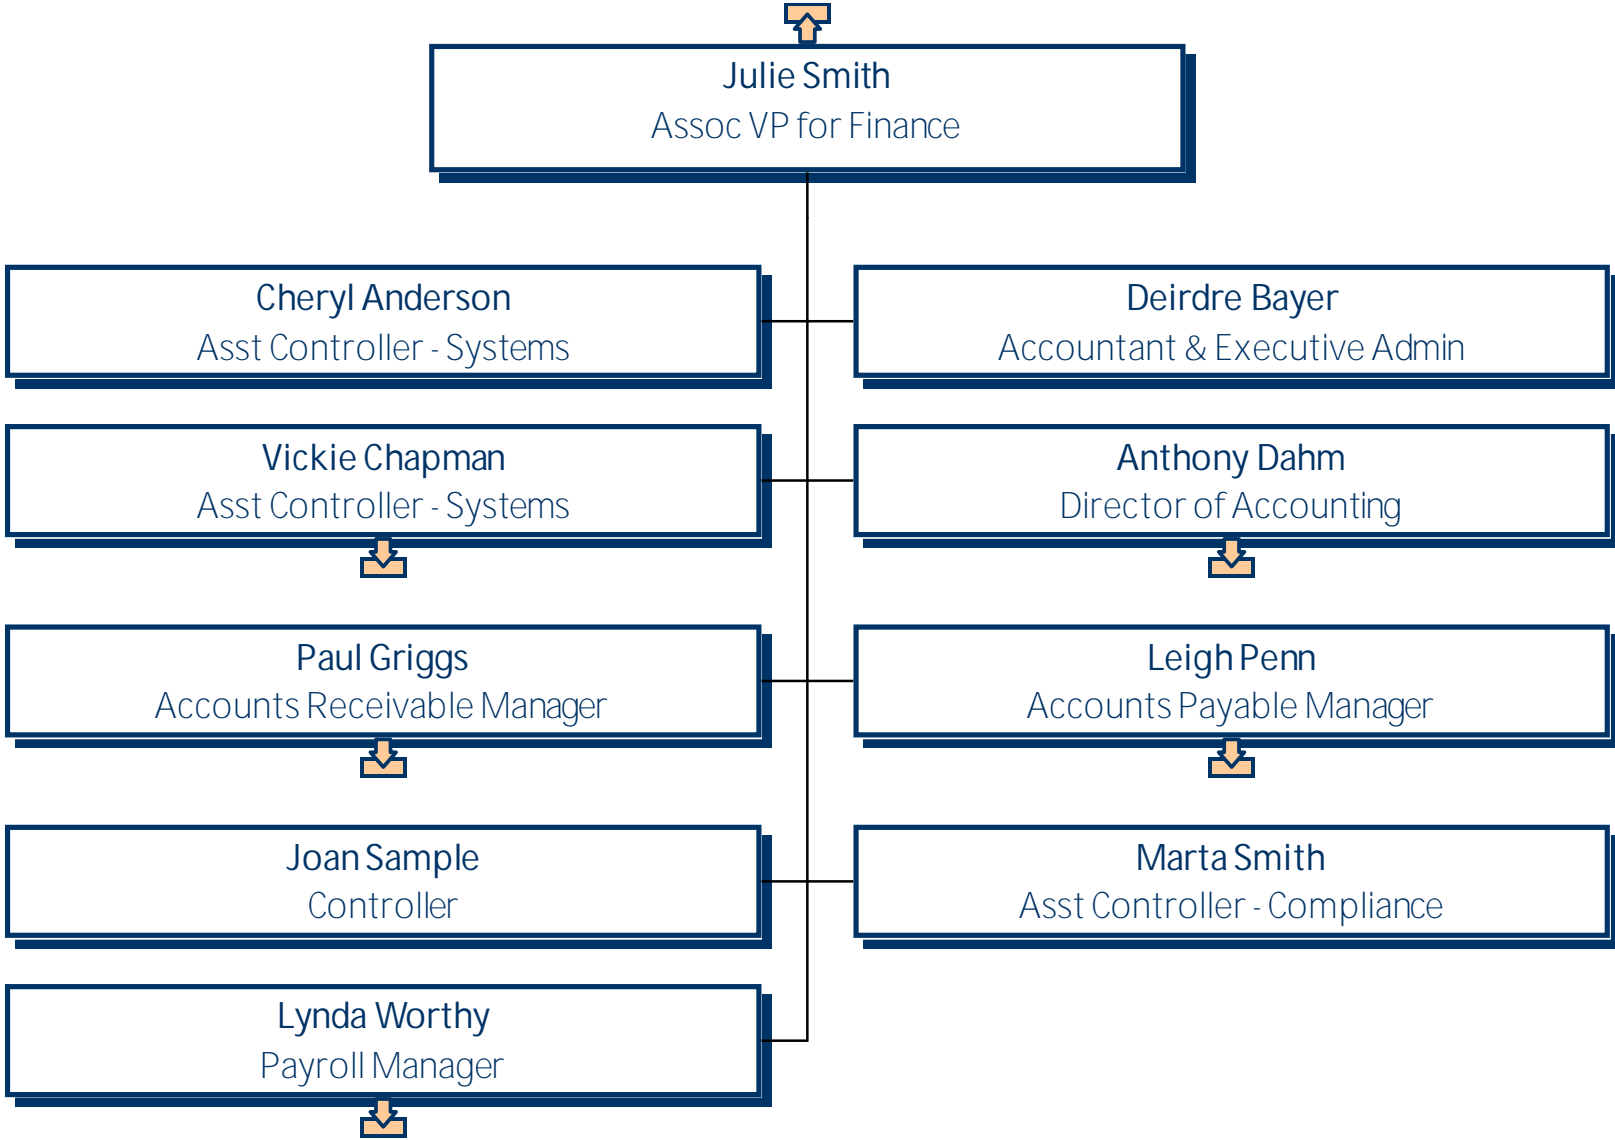 Julie Smith
Assoc VP for Finance
Cheryl Anderson
Asst Controller - Systems
Deirdre Bayer
Accountant & Executive Admin
Vickie Chapman
Asst Controller - Systems
Anthony Dahm
Director of Accounting
Paul Griggs
Accounts Receivable Manager
Leigh Penn
Accounts Payable Manager
Joan Sample
Controller
Marta Smith
Asst Controller - Compliance
Lynda Worthy
Payroll Manager